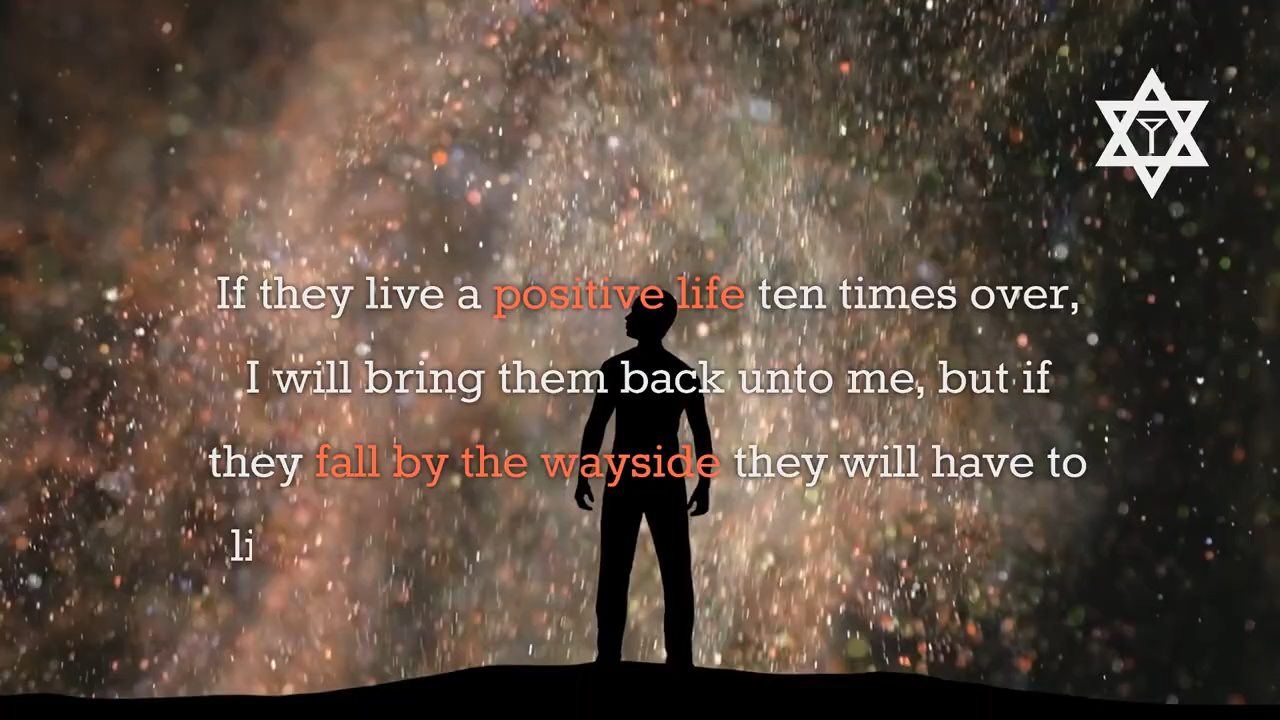 If they live a positive life ten times over,
I will bring them back unto me, but if
they fall by the wayside they will have to
li